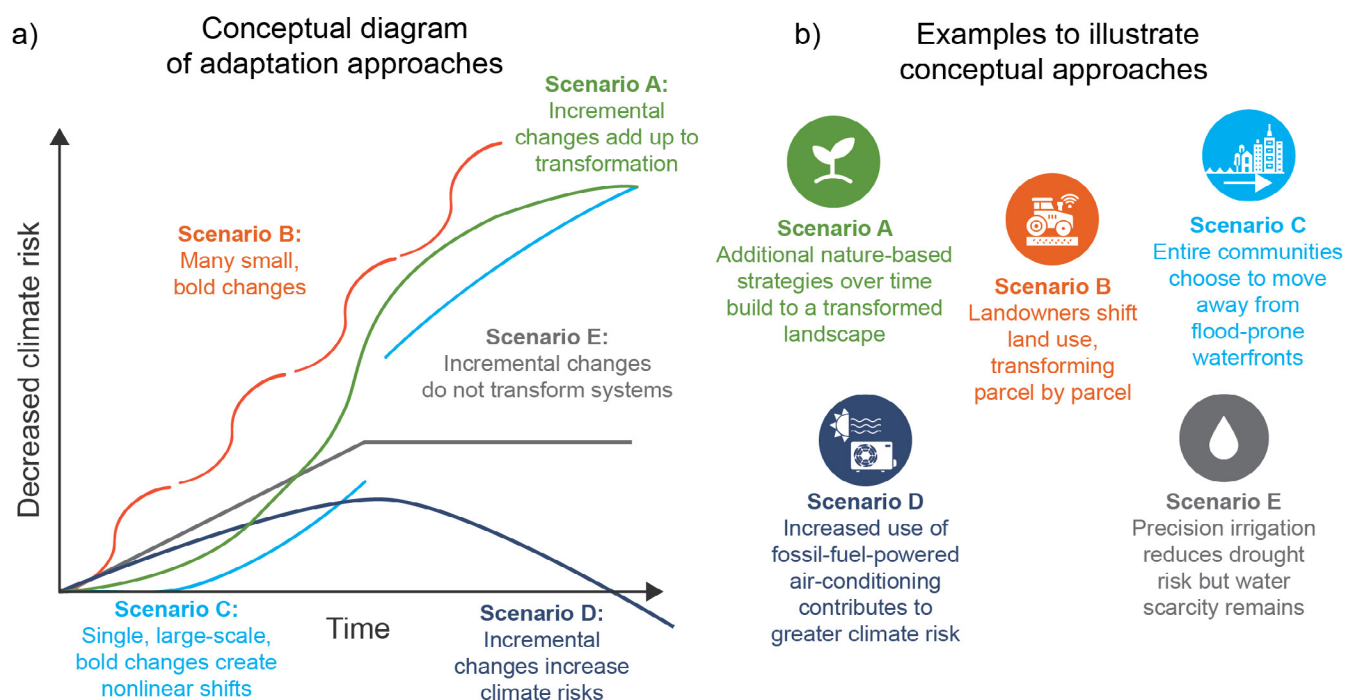 a)
Conceptual diagram
of adaptation approaches
Decreased climate risk
Scenario A:
Incremental
changes add up to
transformation
Scenario B:
Many small,
bold changes
Scenario E:
Incremental changes
do not transform systems
Scenario C:
Single, large-scale,
bold changes create
nonlinear shifts
Time
Scenario D:
Incremental
changes increase
climate risks
b)
Examples to illustrate
conceptual approaches
Scenario A
Additional nature-based
strategies over time
build to a transformed
landscape
Scenario B
Landowners shift
land use,
transforming
parcel by parcel
Scenario C
Entire communities
choose to move
away from
flood-prone
waterfronts
Scenario D
Increased use of
fossil-fuel-powered
air-conditioning
contributes to
greater climate risk
Scenario E
Precision irrigation
reduces drought
risk but water
scarcity remains